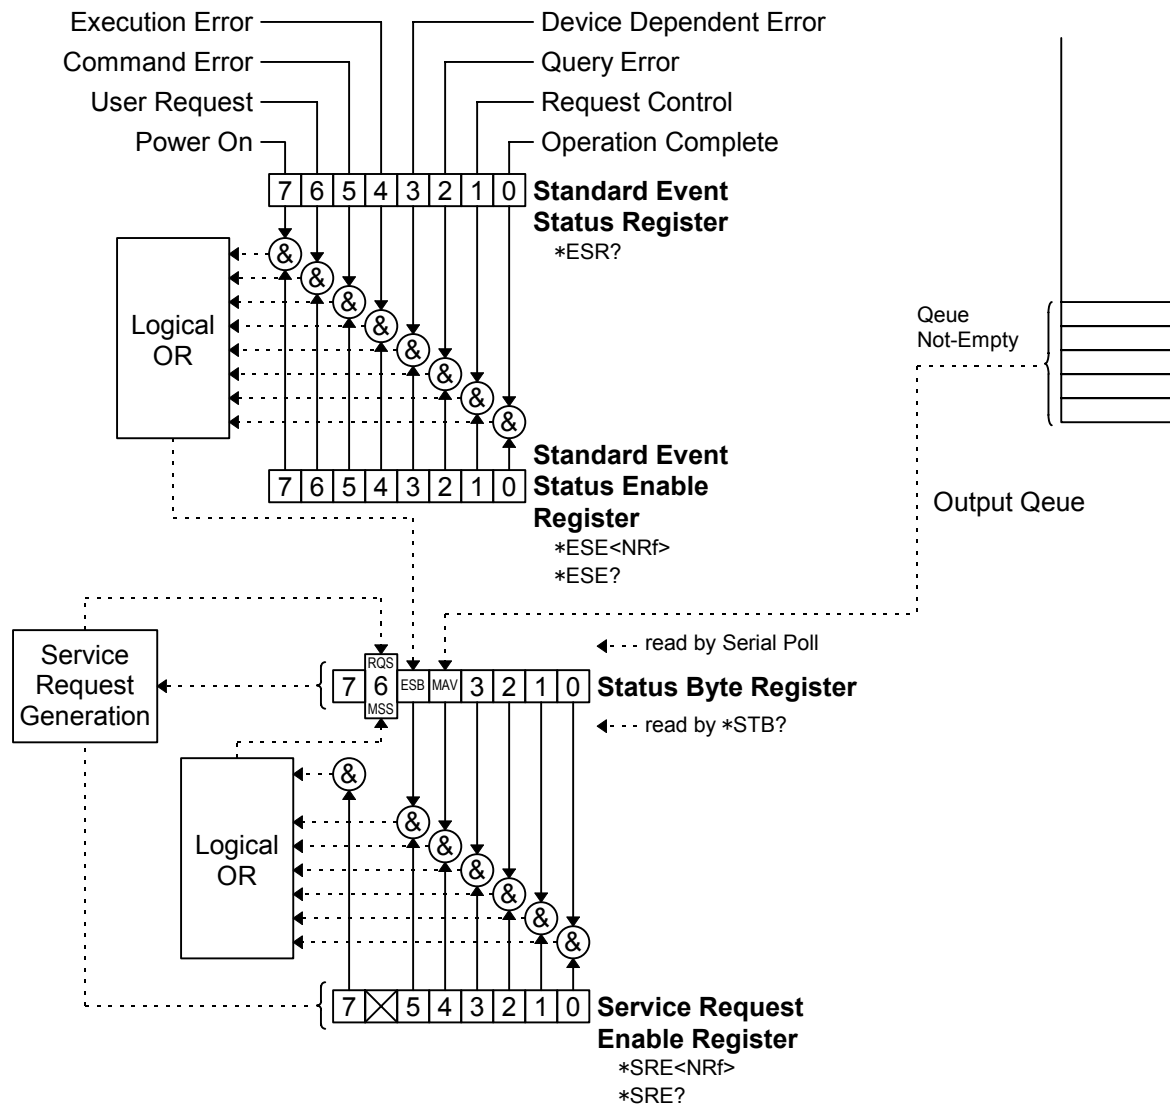 Execution Error
Device Dependent Error
Command Error
Query Error
User Request
Request Control
Power On
Operation Complete
7 6 5 4 3 2 1 0
Standard Event
Status Register
*ESR?
&
&
&
&
&
&
&
&
Logical
OR
Qeue
Not-Empty
7 6 5 4 3 2 1 0
Standard Event
Status Enable
Register
*ESE<NRf>
*ESE?
Output Qeue
Service
Request
Generation
read by Serial Poll
RQS
7 6 ESB MAV 3 2 1 0
MSS
Status Byte Register
read by *STB?
&
&
&
&
&
&
&
Logical
OR
7 5 4 3 2 1 0
Service Request
Enable Register
*SRE<NRf>
*SRE?